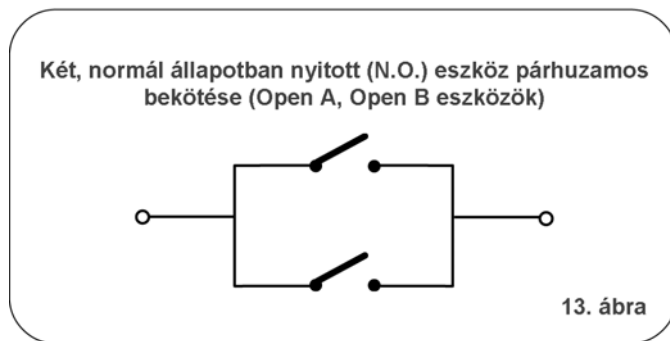 Két, normál állapotban nyitott (N.O.) eszköz párhuzamos
bekötése (Open A, Open B eszközök)
13. ábra